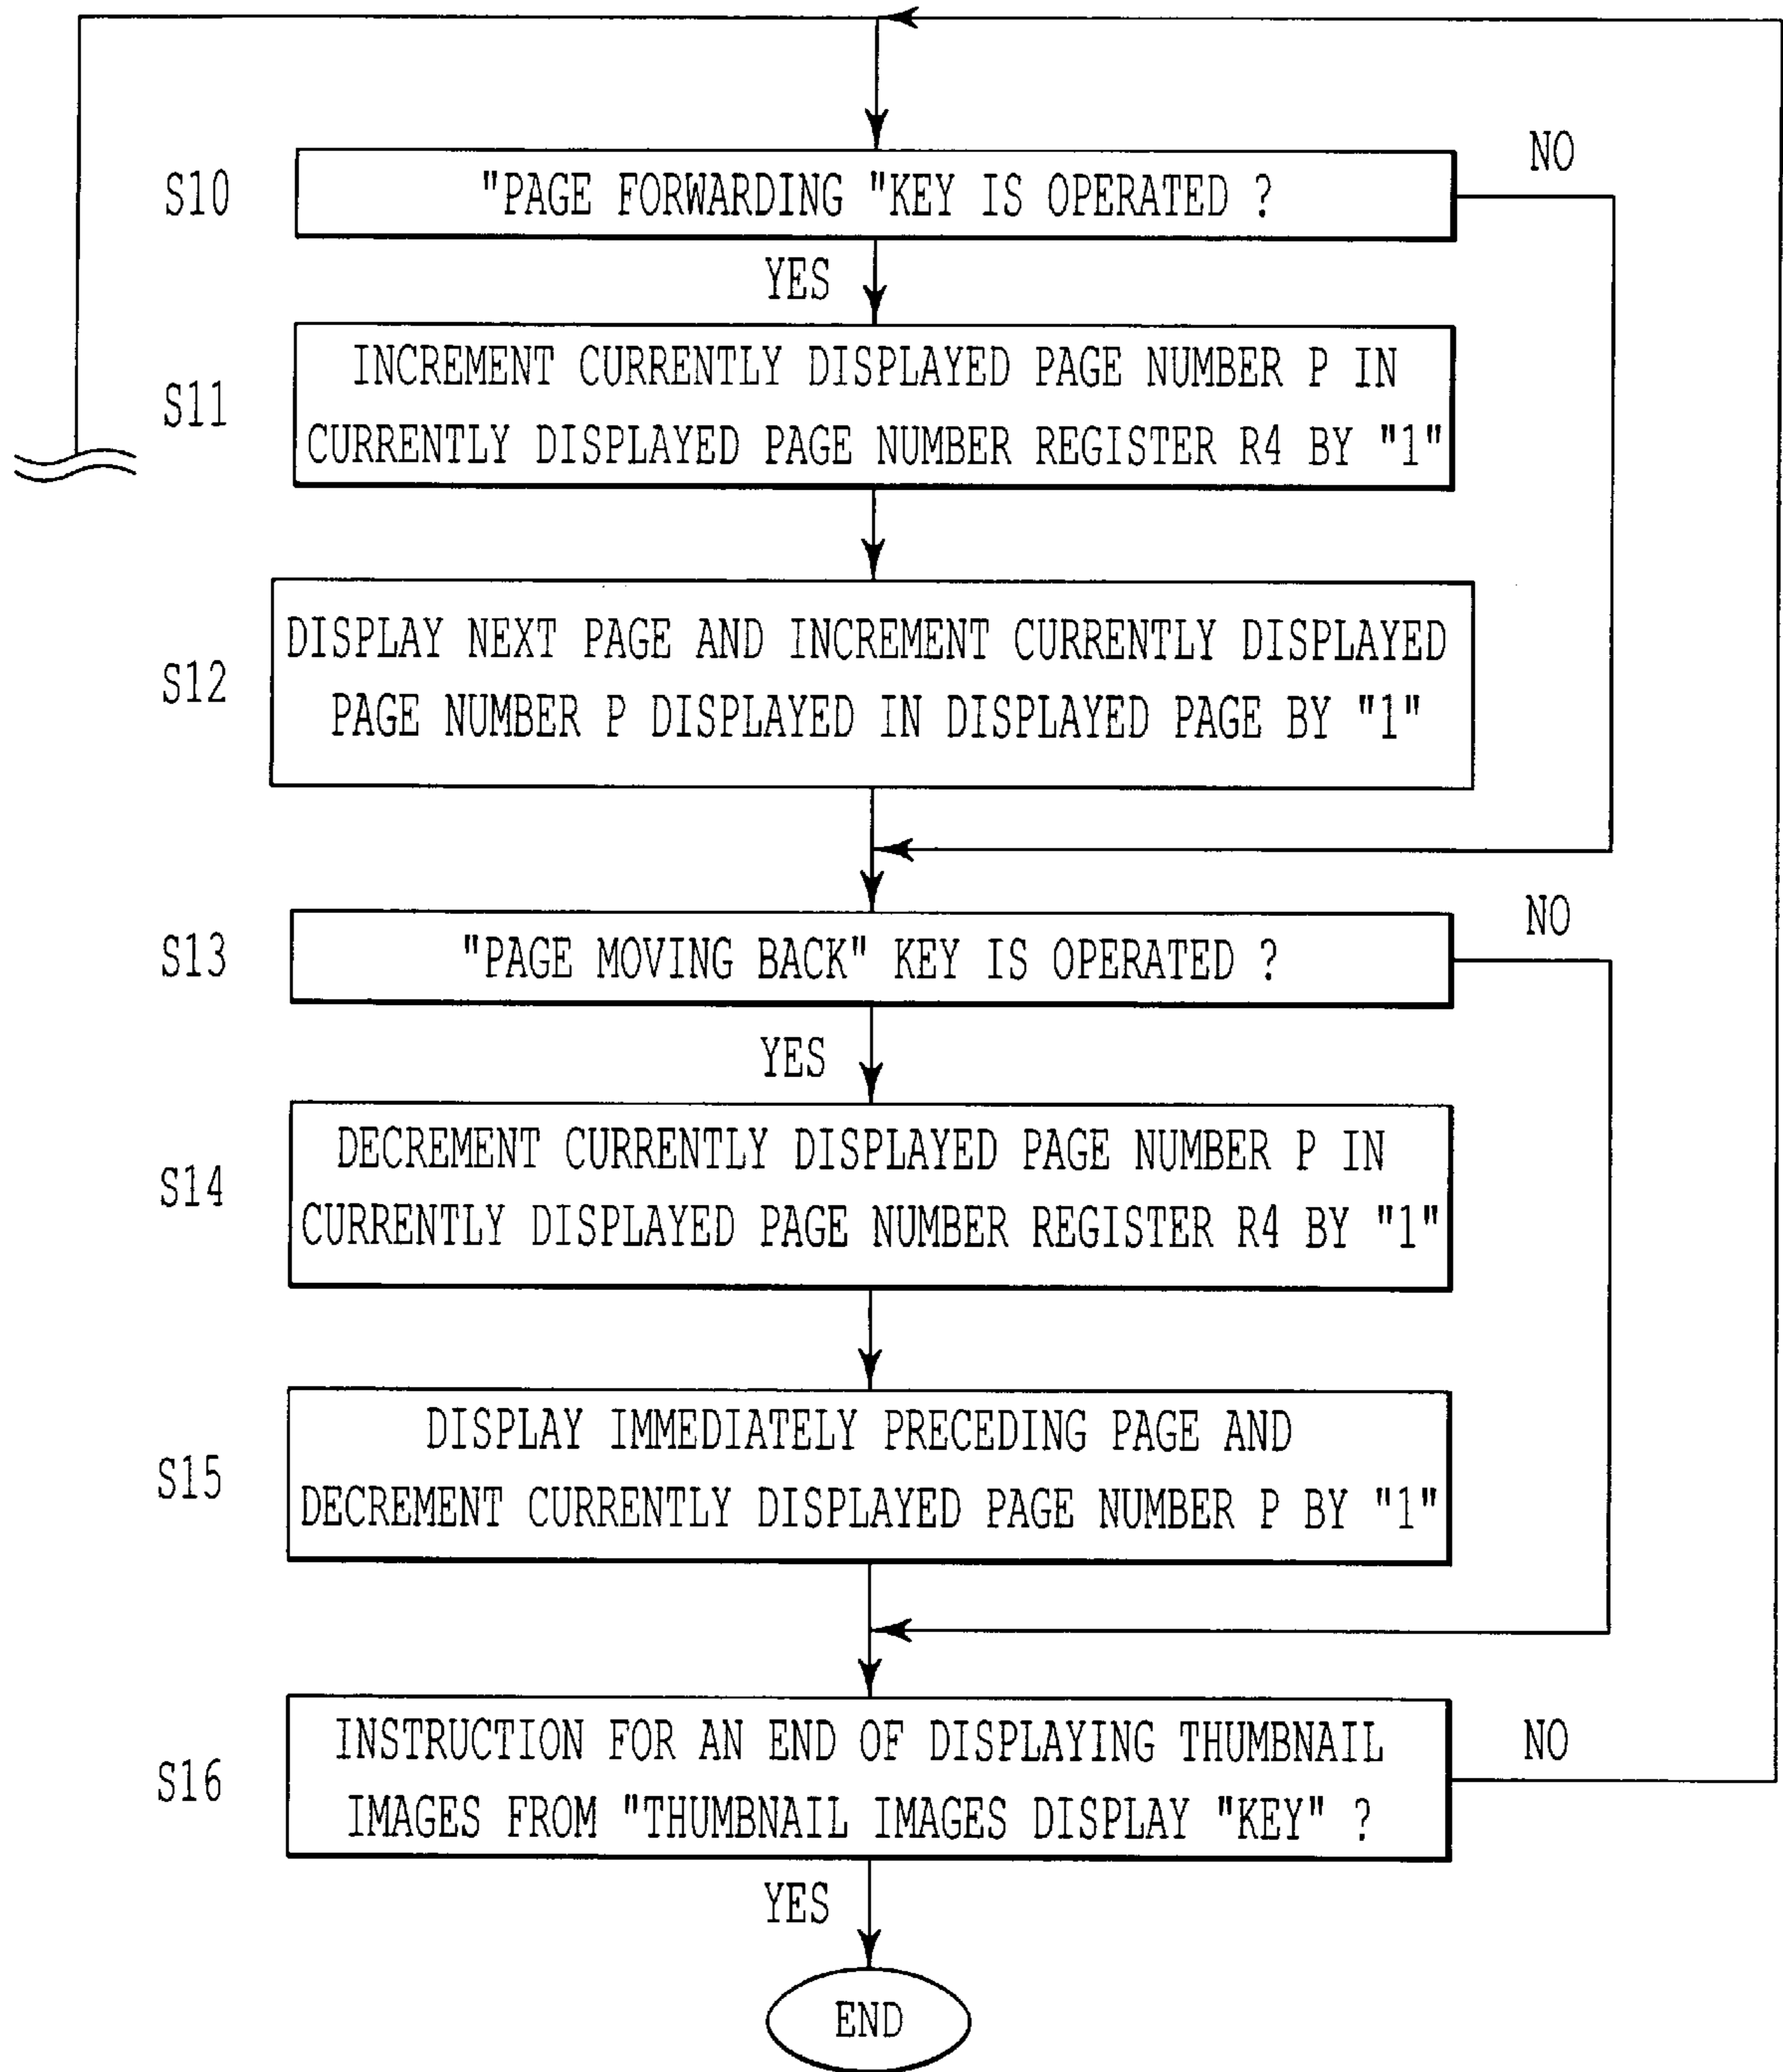 NO
S10
"PAGE FORWARDING "KEY IS OPERATED ?
YES
S11
INCREMENT CURRENTLY DISPLAYED PAGE NUMBER P IN
CURRENTLY DISPLAYED PAGE NUMBER REGISTER R4 BY "1"
S12
DISPLAY NEXT PAGE AND INCREMENT CURRENTLY DISPLAYED
PAGE NUMBER P DISPLAYED IN DISPLAYED PAGE BY "1"
NO
S13
"PAGE MOVING BACK" KEY IS OPERATED ?
YES
S14
DECREMENT CURRENTLY DISPLAYED PAGE NUMBER P IN
CURRENTLY DISPLAYED PAGE NUMBER REGISTER R4 BY "1"
S15
DISPLAY IMMEDIATELY PRECEDING PAGE AND
DECREMENT CURRENTLY DISPLAYED PAGE NUMBER P BY "1"
S16
INSTRUCTION FOR AN END OF DISPLAYING THUMBNAIL
IMAGES FROM "THUMBNAIL IMAGES DISPLAY "KEY" ?
NO
YES
END